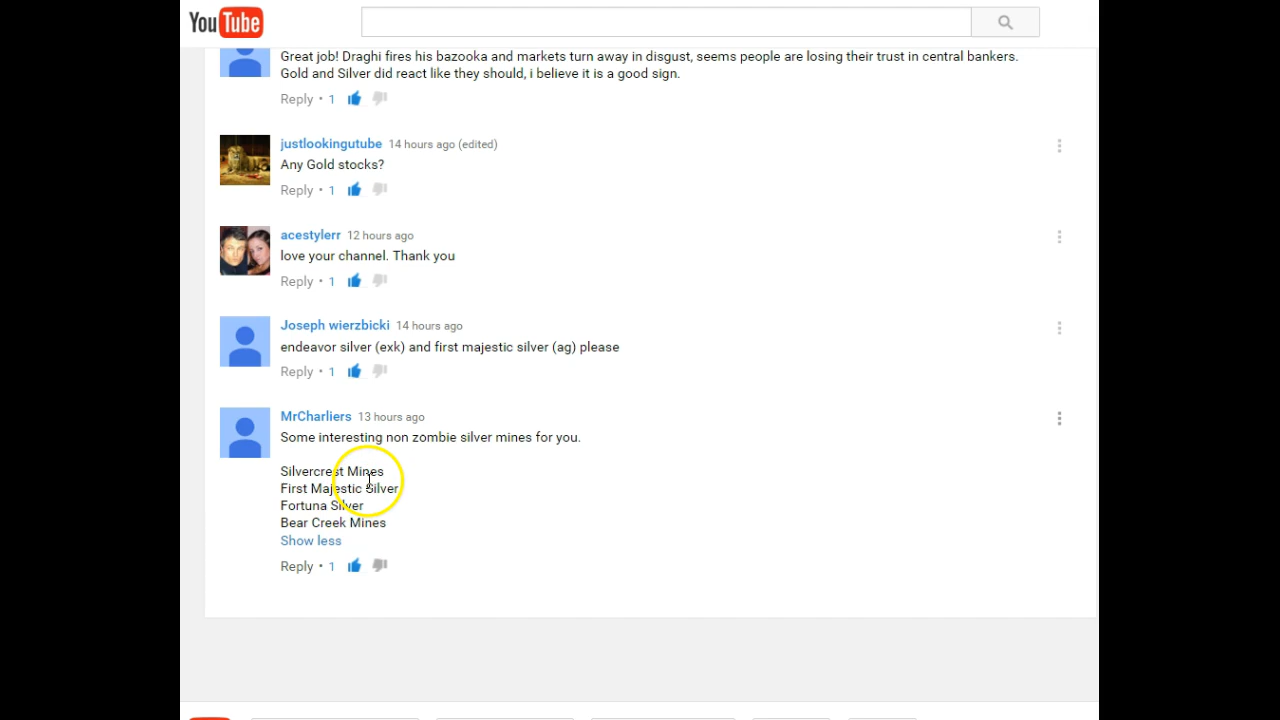 YouTube
Great job! Draghi fires his bazooka and markets turn away in disgust, seems people are losing their trust in central bankers.
Gold and Silver did react like they should, i believe it is a good sign.
Reply • 1
justlookingutube 14 hours ago (edited)
Any Gold stocks?
Reply • 1
acestylerr 12 hours ago
love your channel. Thank you
Reply • 1
Joseph wierzbicki 14 hours ago
endeavor silver (exk) and first majestic silver (ag) please
Reply • 1
MrCharliers 13 hours ago
Some interesting non zombie silver mines for you.
Silvercrest Mines
First Majestic Silver
Fortuna Silver
Bear Creek Mines
Show less
Reply • 1